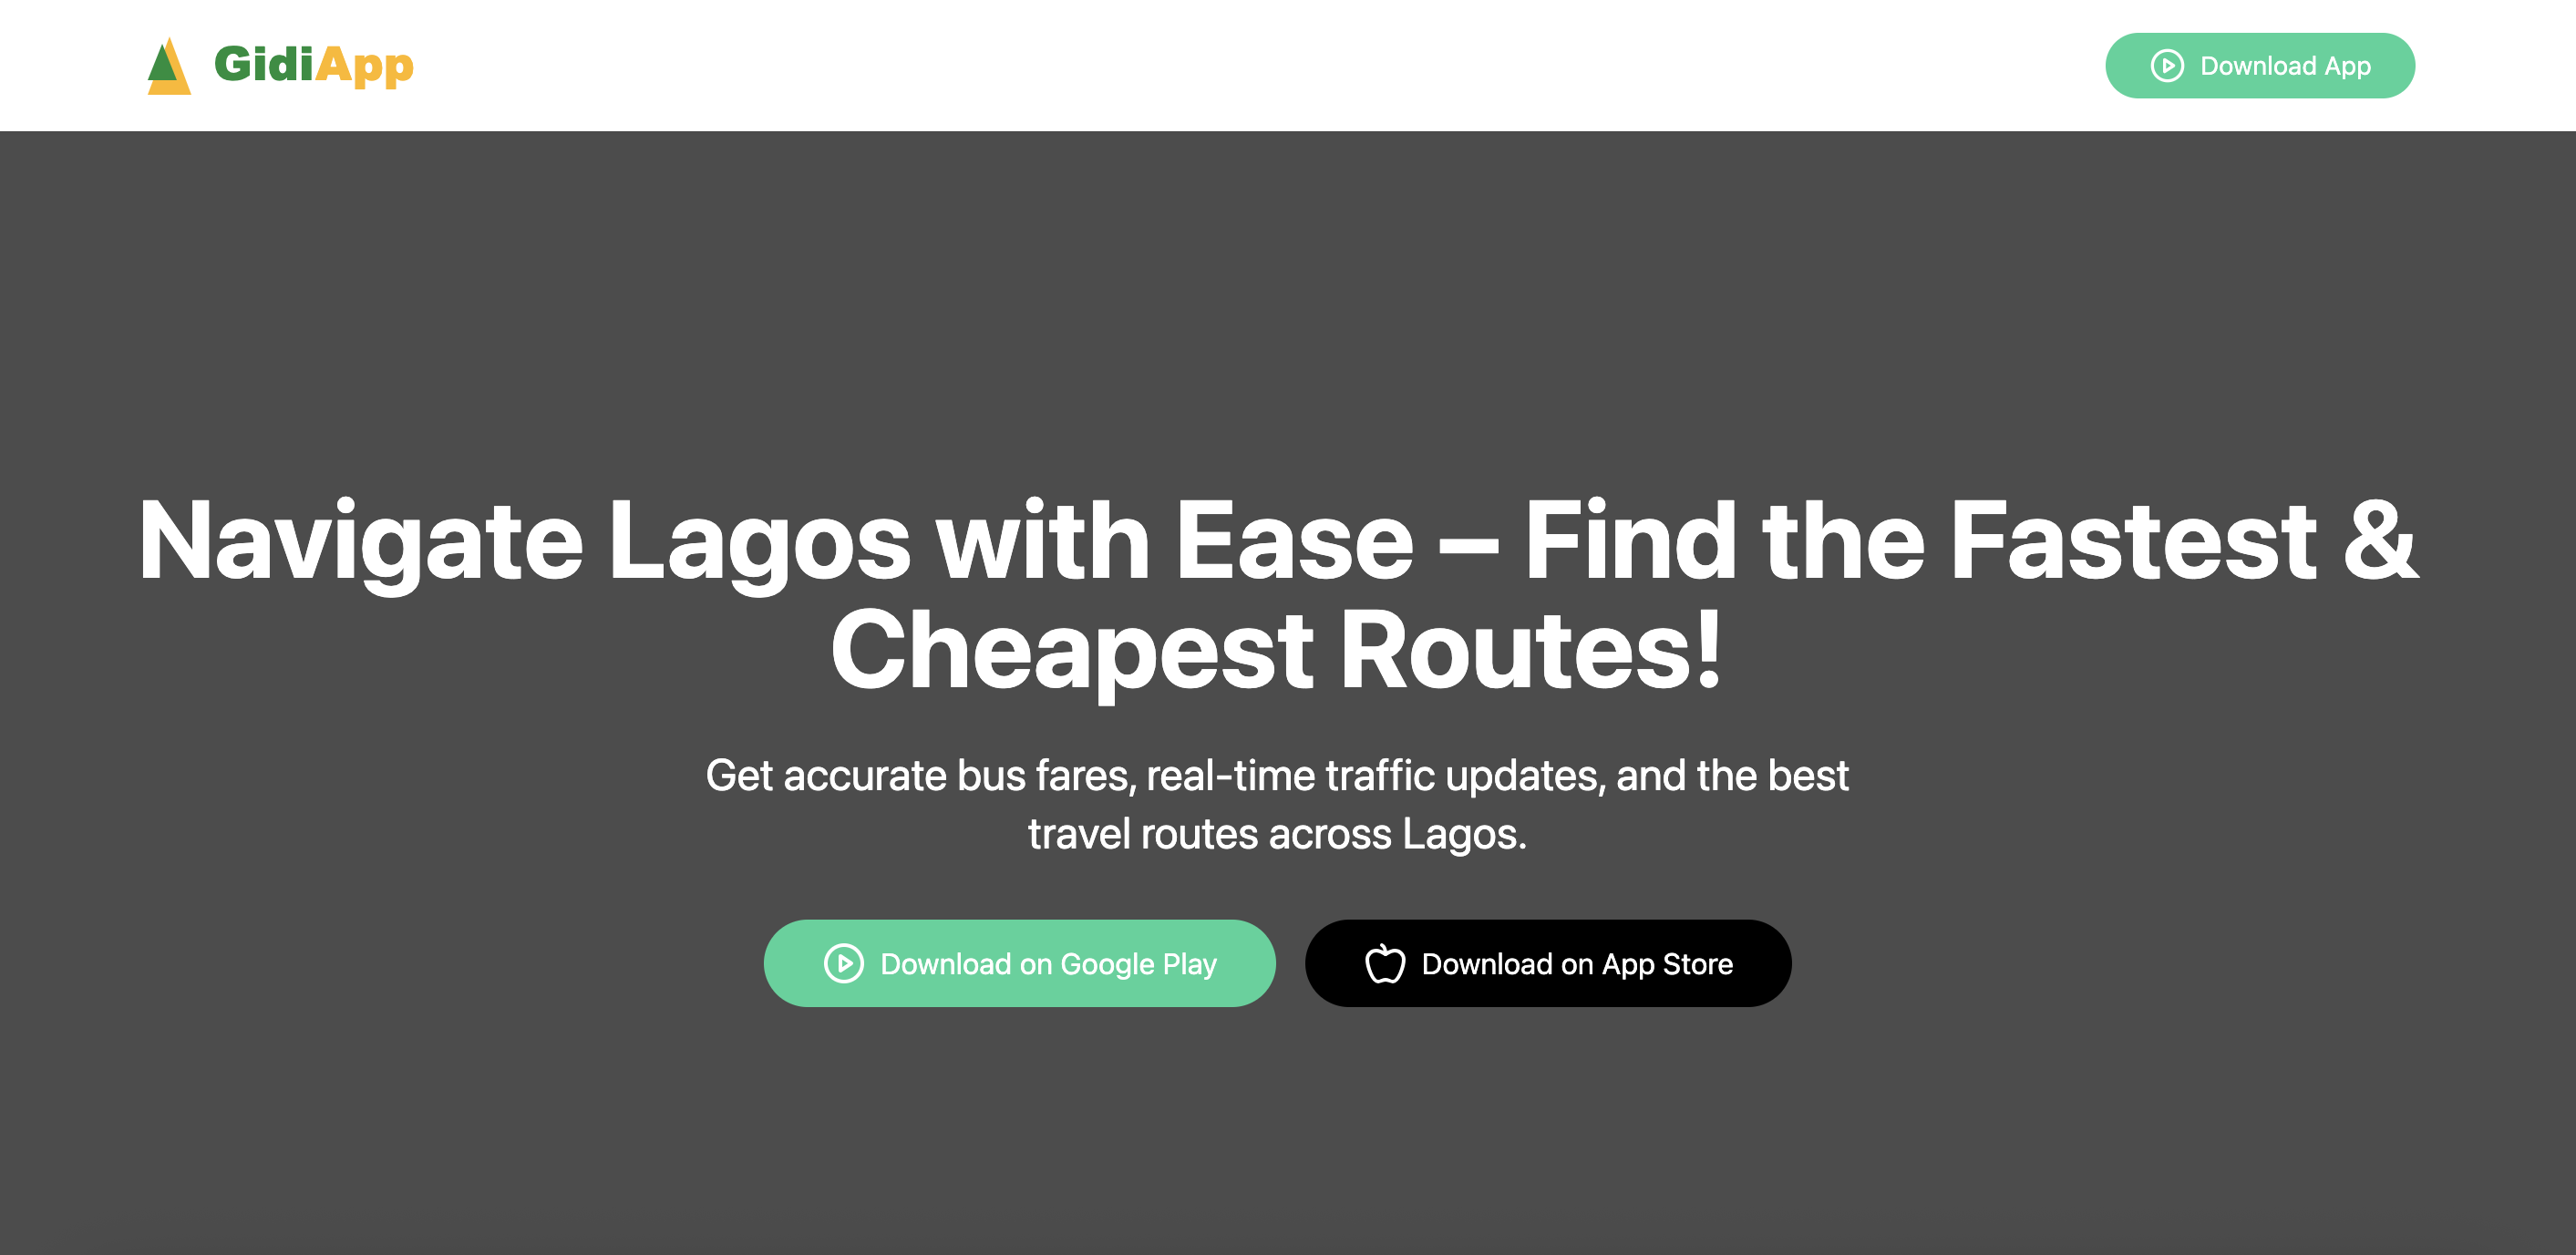 GidiApp
Download App
Navigate Lagos with Ease – Find the Fastest &
Cheapest Routes!
Get accurate bus fares, real-time traffic updates, and the best
travel routes across Lagos.
Download on Google Play
Download on App Store